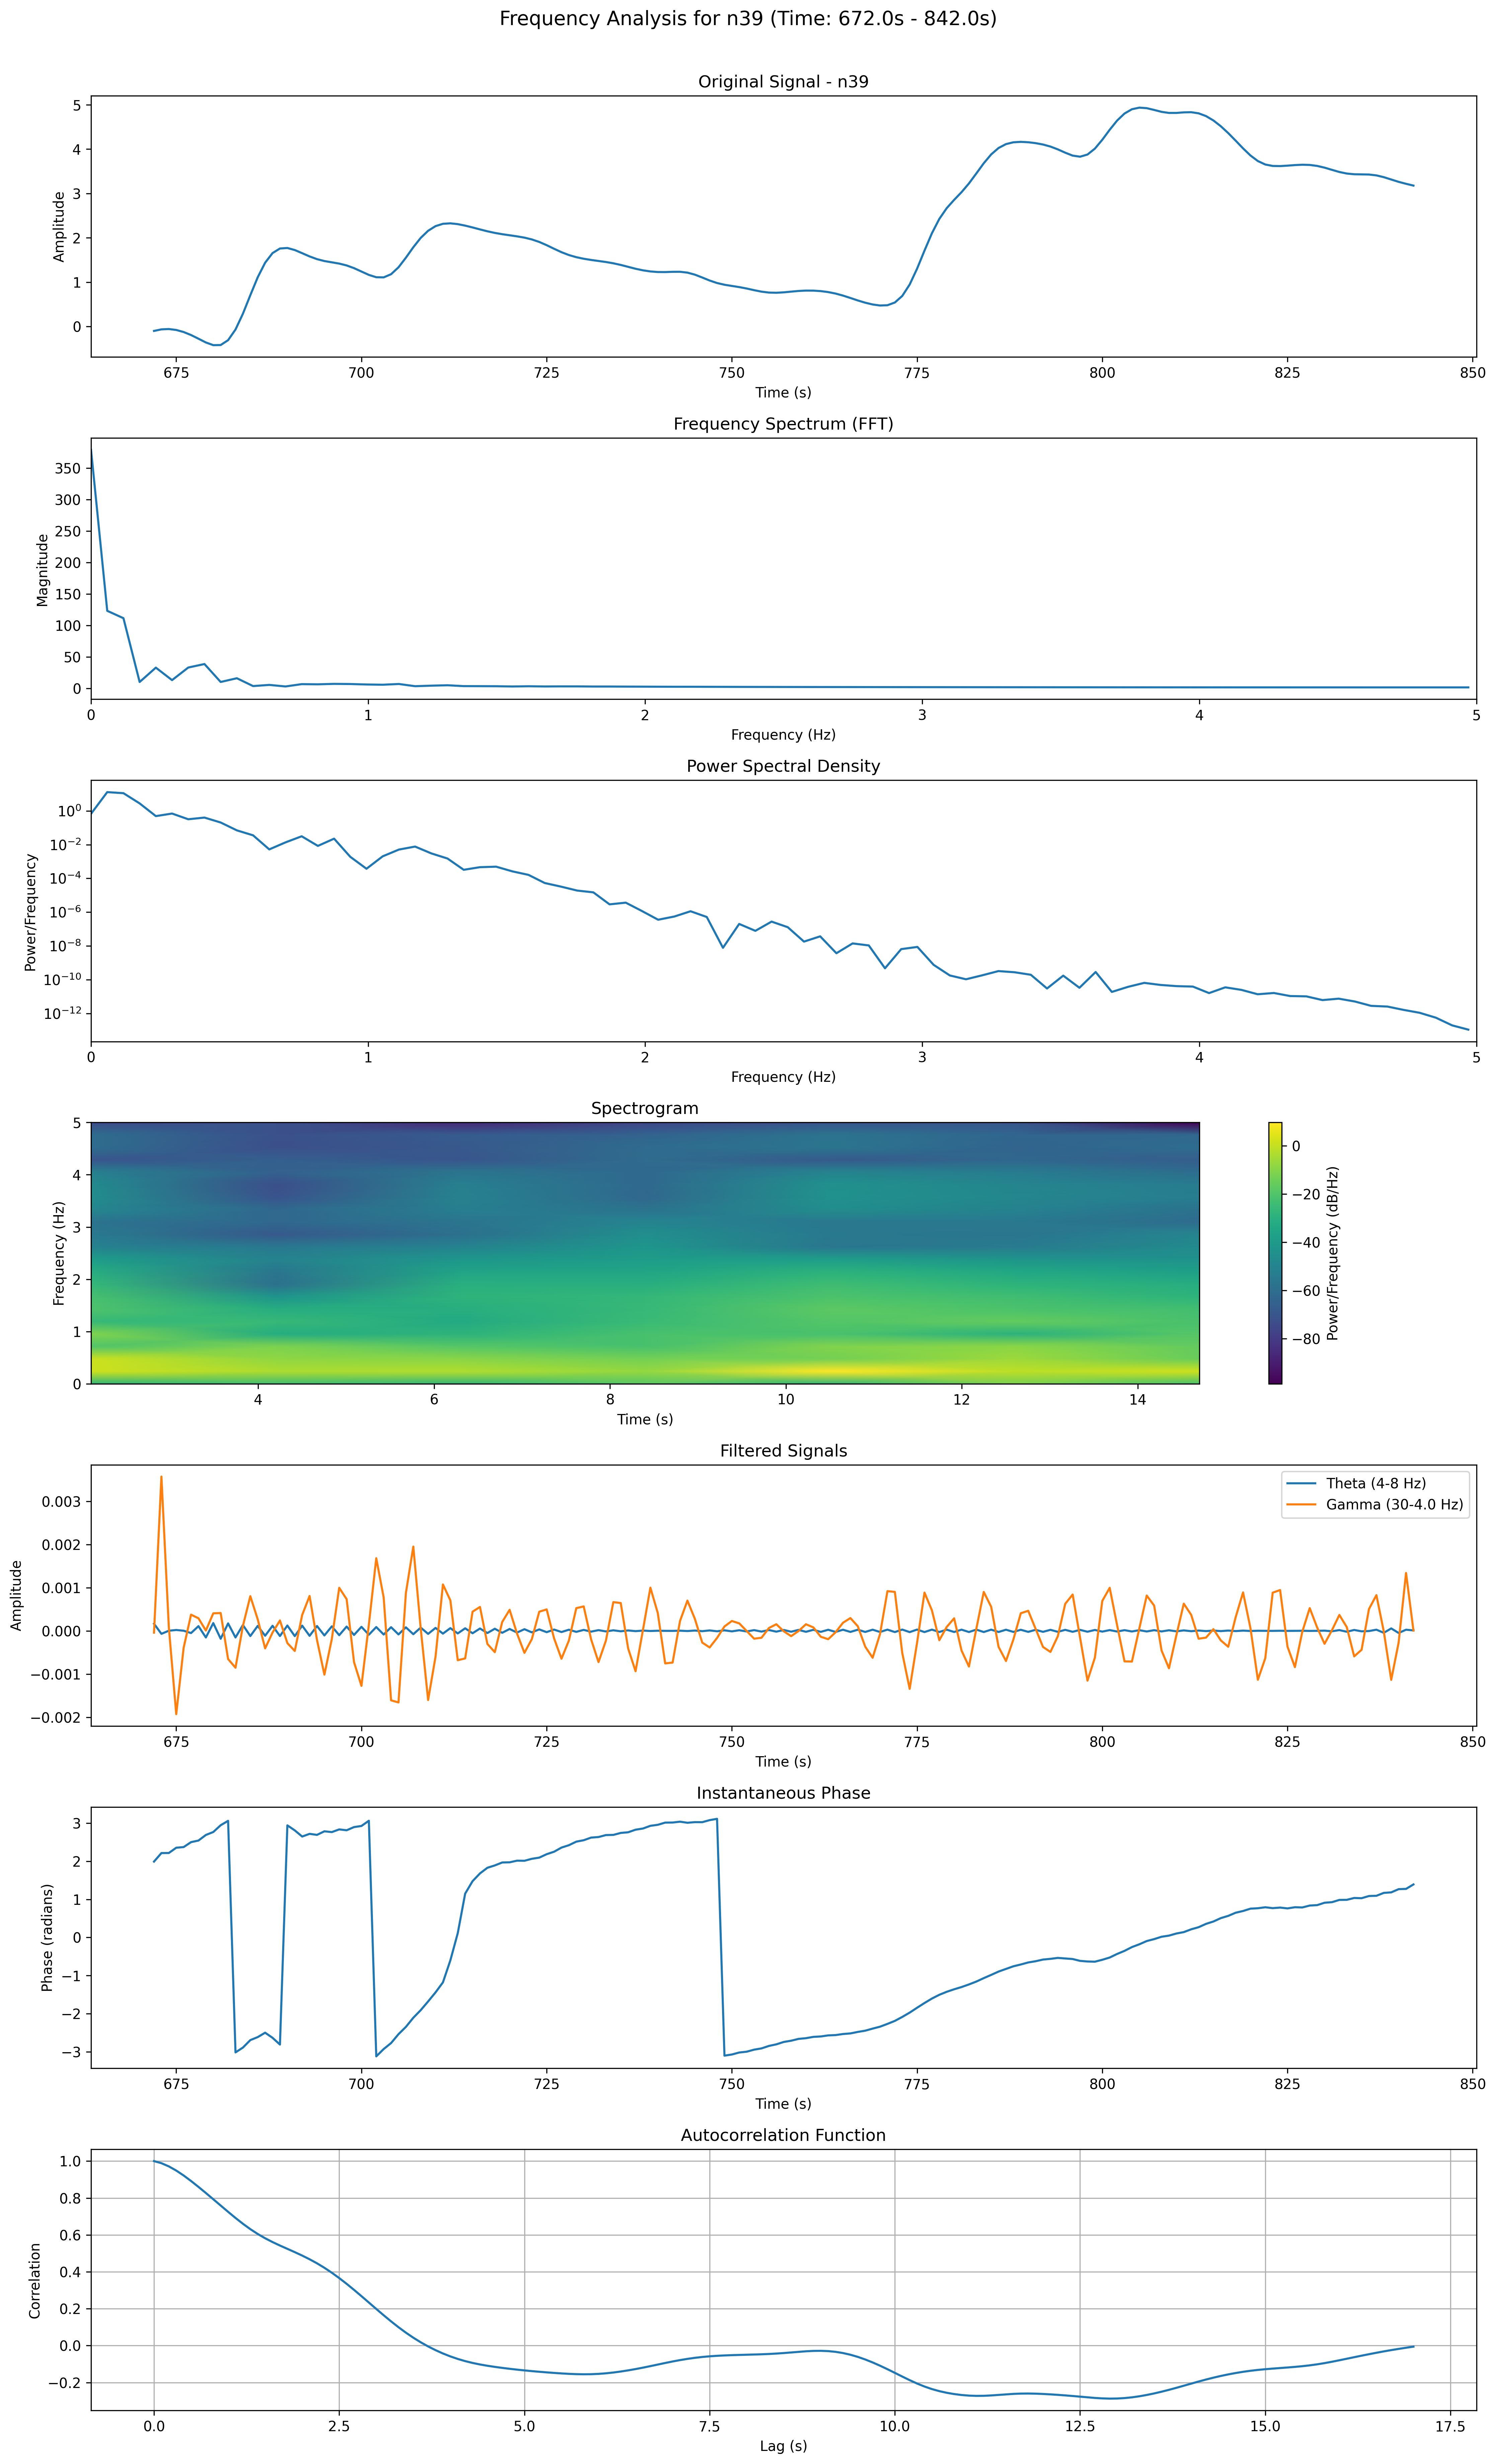 Frequency Analysis for n39 (Time: 672.0s - 842.0s)
Original Signal - n39
Amplitude
5
4
3
2
1
0
675 700 725 750 775 800 825 850
Time (s)
Frequency Spectrum (FFT)
Magnitude
350
300
250
200
150
100
50
0
0 1 2 3 4 5
Frequency (Hz)
Power Spectral Density
Power/Frequency
10⁰
10⁻²
10⁻⁴
10⁻⁶
10⁻⁸
10⁻¹⁰
10⁻¹²
0 1 2 3 4 5
Frequency (Hz)
Spectrogram
Frequency (Hz)
5
4
3
2
1
0
4 6 8 10 12 14
Time (s)
0
−20
−40
−60
−80
Power/Frequency (dB/Hz)
Filtered Signals
Theta (4-8 Hz)
Gamma (30-4.0 Hz)
Amplitude
0.003
0.002
0.001
0.000
−0.001
−0.002
675 700 725 750 775 800 825 850
Time (s)
Instantaneous Phase
Phase (radians)
3
2
1
0
−1
−2
−3
675 700 725 750 775 800 825 850
Time (s)
Autocorrelation Function
Correlation
1.0
0.8
0.6
0.4
0.2
0.0
−0.2
0.0 2.5 5.0 7.5 10.0 12.5 15.0 17.5
Lag (s)